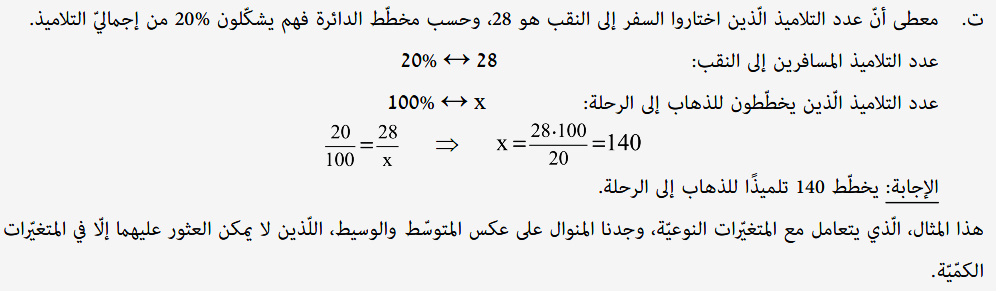 ت. معطى أنّ عدد التلاميذ الّذين اختاروا السفر إلى النقب هو 28، وحسب مخطّط الدائرة فهم يشكّلون 20% من إجماليّ التلاميذ.
عدد التلاميذ المسافرين إلى النقب: 28 ↔ 20%
عدد التلاميذ الّذين يخطّطون للذهاب إلى الرحلة: x ↔ 100%
20/100 = 28/x ⇒ x = 28·100/20 = 140
الإجابة: يخطّط 140 تلميذًا للذهاب إلى الرحلة.
هذا المثال، الّذي يتعامل مع المتغيّرات النوعيّة، وجدنا المنوال على عكس المتوسّط والوسيط، اللّذين لا يمكن العثور عليهما إلّا في المتغيّرات
الكمّيّة.